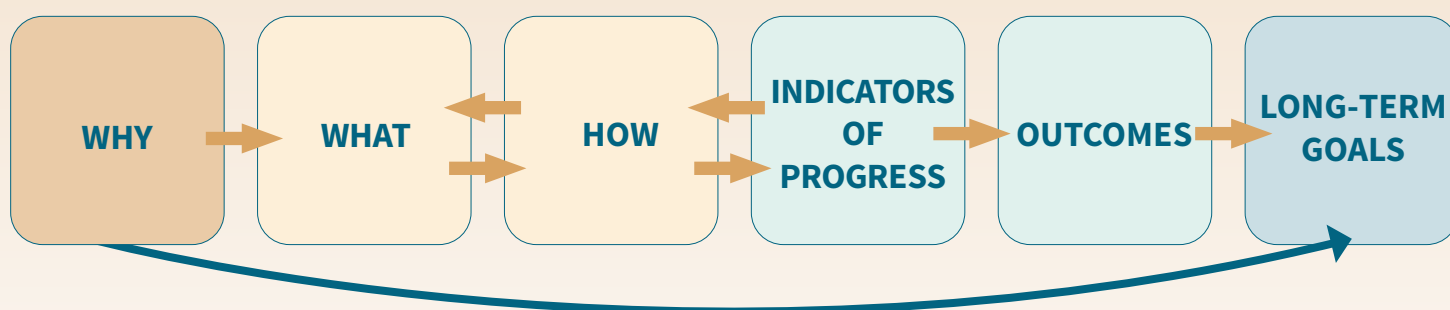 WHY
WHAT
HOW
INDICATORS
OF
PROGRESS
OUTCOMES
LONG-TERM
GOALS